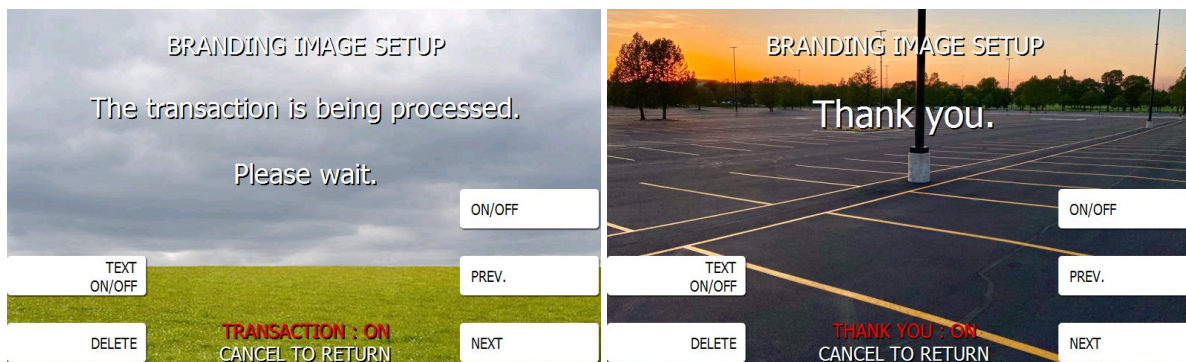 BRANDING IMAGE SETUP
The transaction is being processed.
Please wait.
ON/OFF
TEXT
ON/OFF
PREV.
DELETE
TRANSACTION : ON
CANCEL TO RETURN
NEXT
BRANDING IMAGE SETUP
Thank you.
ON/OFF
TEXT
ON/OFF
PREV.
DELETE
THANK YOU : ON
CANCEL TO RETURN
NEXT